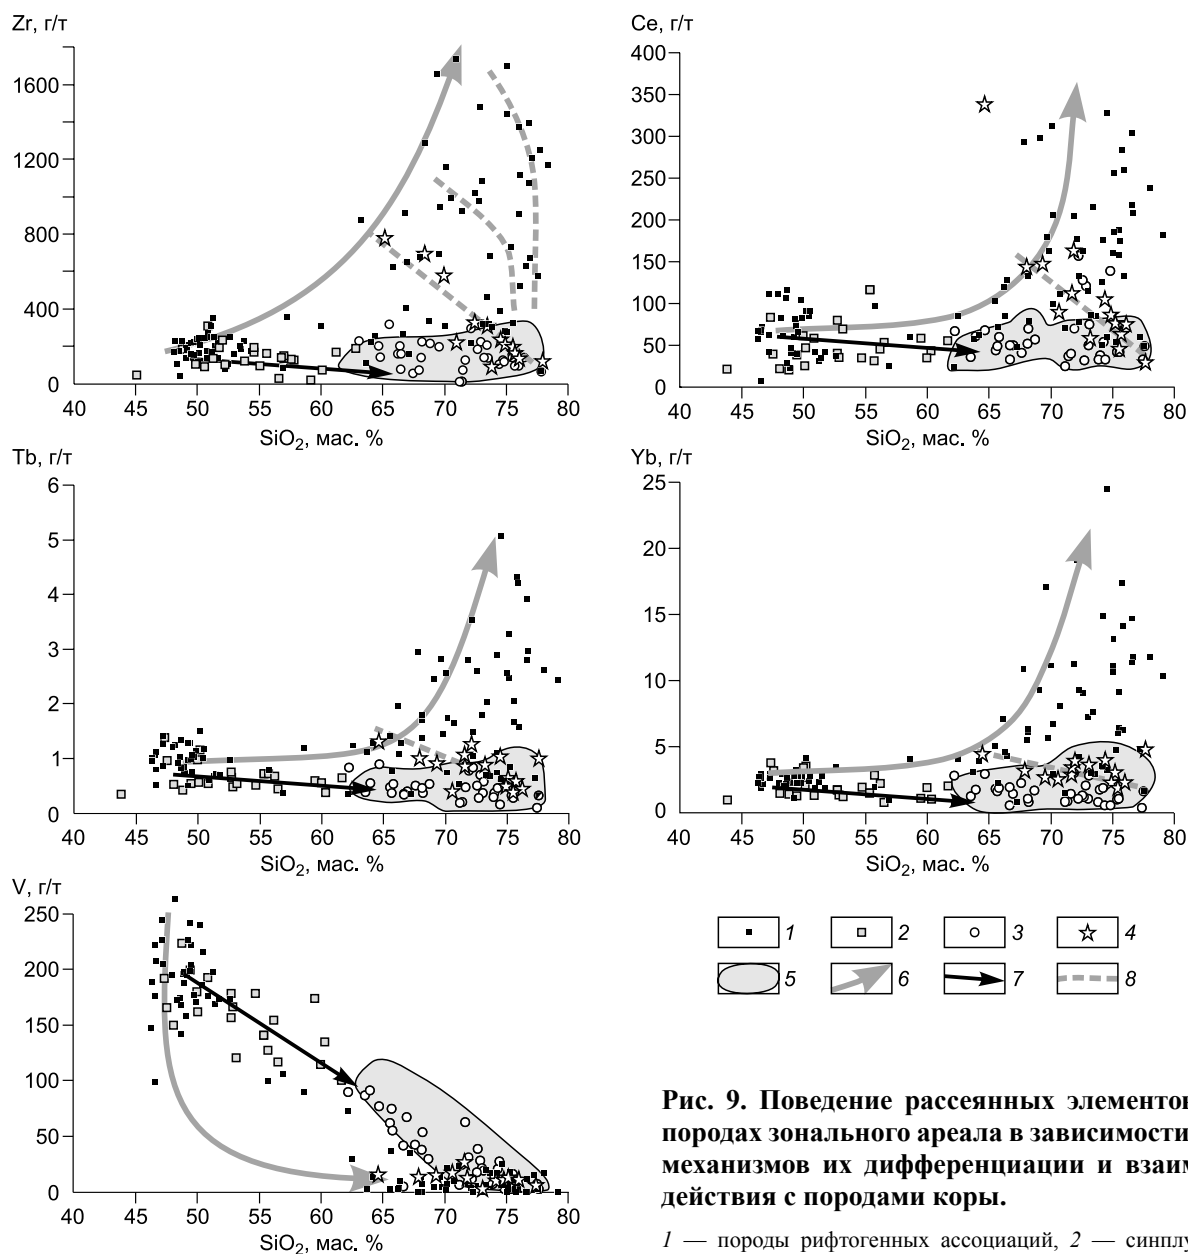 Zr, г/т
1600
1200
800
400
0
40 45 50 55 60 65 70 75 80
SiO₂, мас. %
Ce, г/т
400
350
300
250
200
150
100
50
0
40 45 50 55 60 65 70 75 80
SiO₂, мас. %
Tb, г/т
6
5
4
3
2
1
0
40 45 50 55 60 65 70 75 80
SiO₂, мас. %
Yb, г/т
25
20
15
10
5
0
40 45 50 55 60 65 70 75 80
SiO₂, мас. %
V, г/т
250
200
150
100
50
0
40 45 50 55 60 65 70 75 80
SiO₂, мас. %
1 2 3 4
5 6 7 8
Рис. 9. Поведение рассеянных элементов
породах зонального ареала в зависимости
механизмов их дифференциации и взаим
действия с породами коры.
1 — породы рифтогенных ассоциаций, 2 — синплу